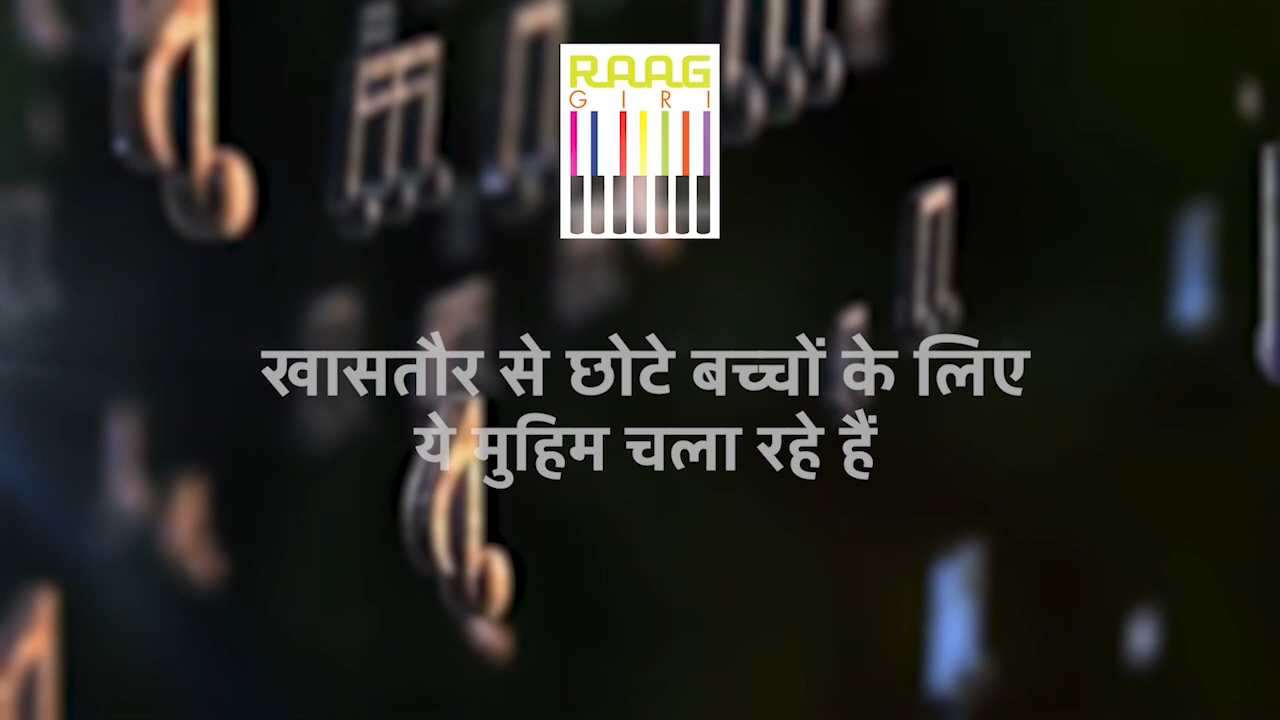 RAAG
GIRI
खासतौर से छोटे बच्चों के लिए
ये मुहिम चला रहे हैं